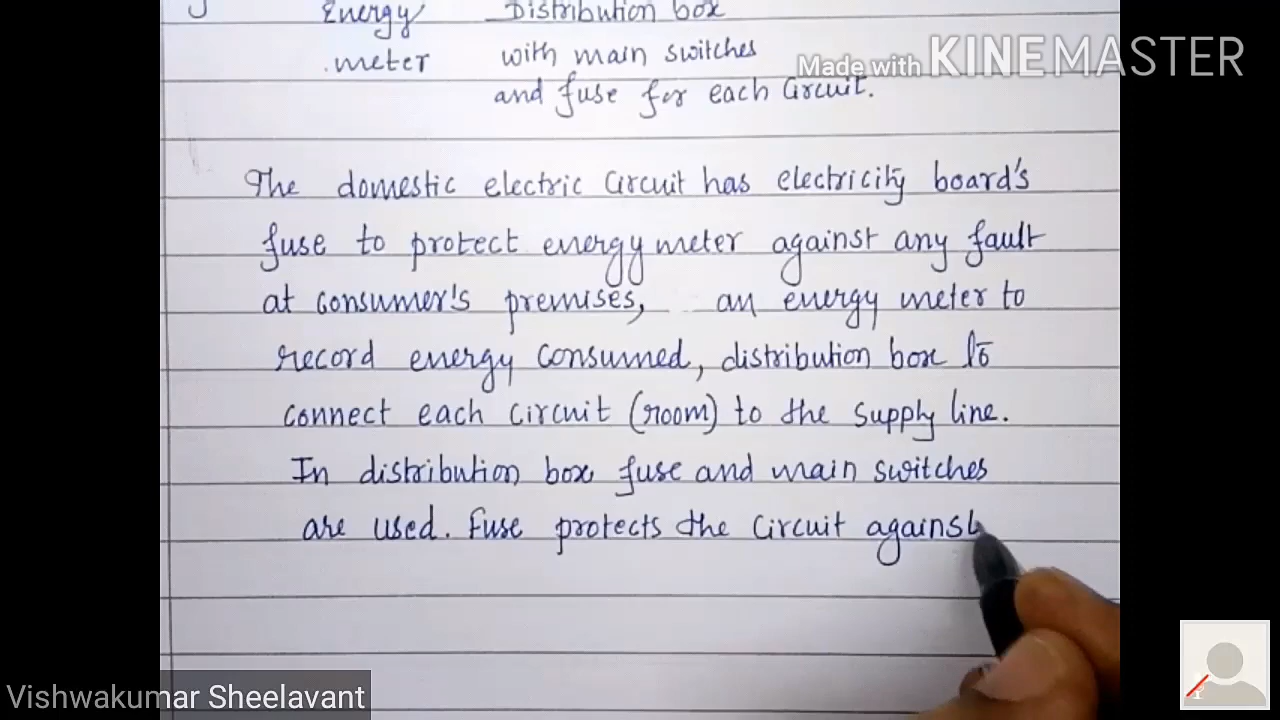 Energy Distribution box
meter with main switches
and fuse for each Circuit.
Made with KINEMASTER
The domestic electric Circuit has electricity board's
fuse to protect energy meter against any fault
at consumer's premises, an energy meter to
record energy consumed, distribution box to
connect each circuit (room) to the supply line.
In distribution box fuse and main switches
are used. Fuse protects the Circuit against
Vishwakumar Sheelavant